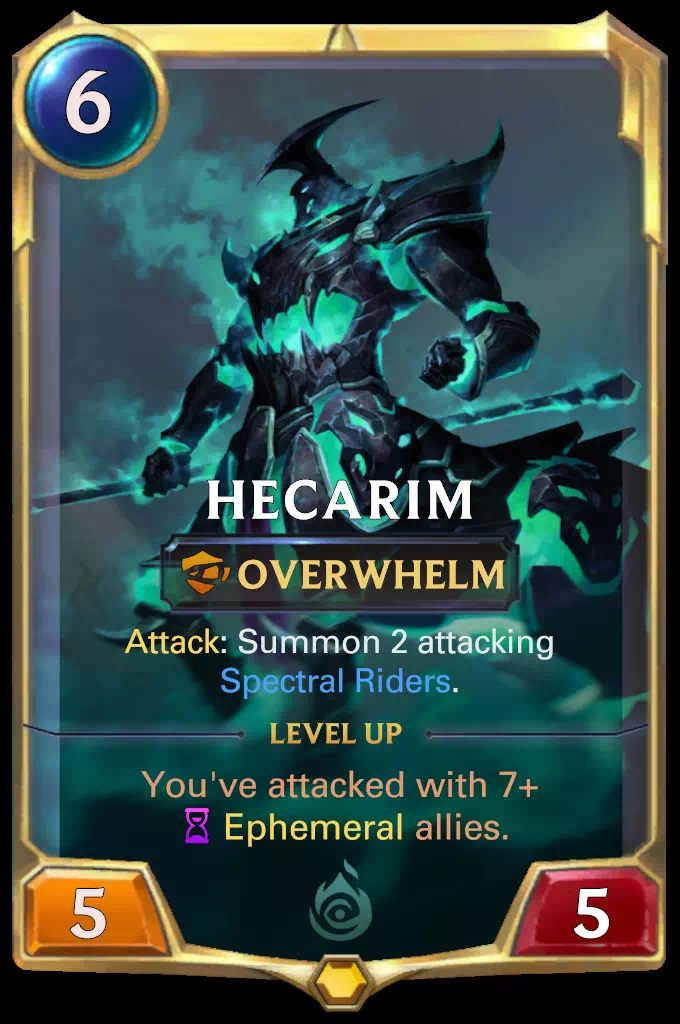 6
HECARIM
OVERWHELM
Attack: Summon 2 attacking
Spectral Riders.
LEVEL UP
You've attacked with 7+
Ephemeral allies.
5 5